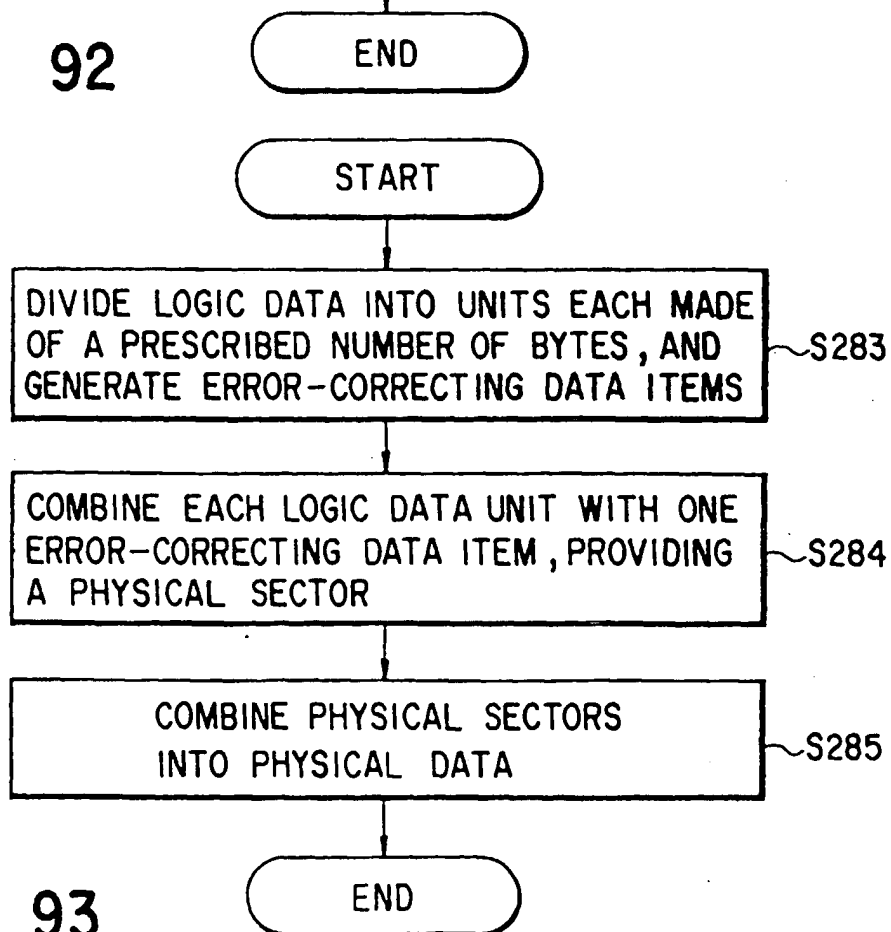 END
92
START
DIVIDE LOGIC DATA INTO UNITS EACH MADE
OF A PRESCRIBED NUMBER OF BYTES, AND
GENERATE ERROR-CORRECTING DATA ITEMS
S283
COMBINE EACH LOGIC DATA UNIT WITH ONE
ERROR-CORRECTING DATA ITEM, PROVIDING
A PHYSICAL SECTOR
S284
COMBINE PHYSICAL SECTORS
INTO PHYSICAL DATA
S285
END
93